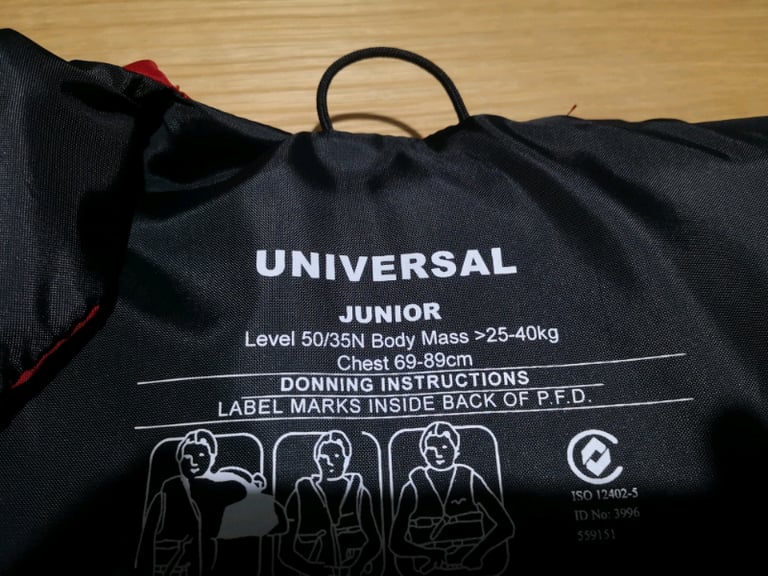 UNIVERSAL
JUNIOR
Level 50/35N Body Mass >25-40kg
Chest 69-89cm
DONNING INSTRUCTIONS
LABEL MARKS INSIDE BACK OF P.F.D.
ISO 12402-5
ID No: 3996
559151